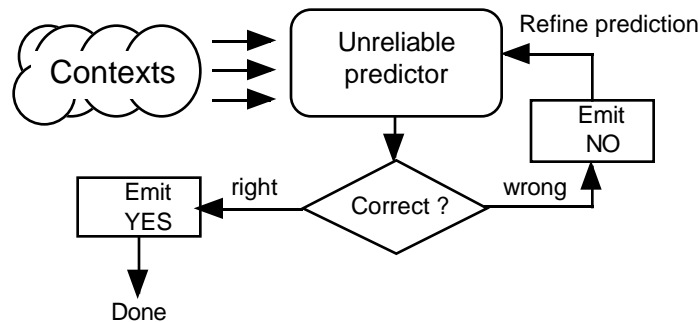 Contexts
Unreliable
predictor
Refine prediction
Emit
NO
Correct ?
right
wrong
Emit
YES
Done